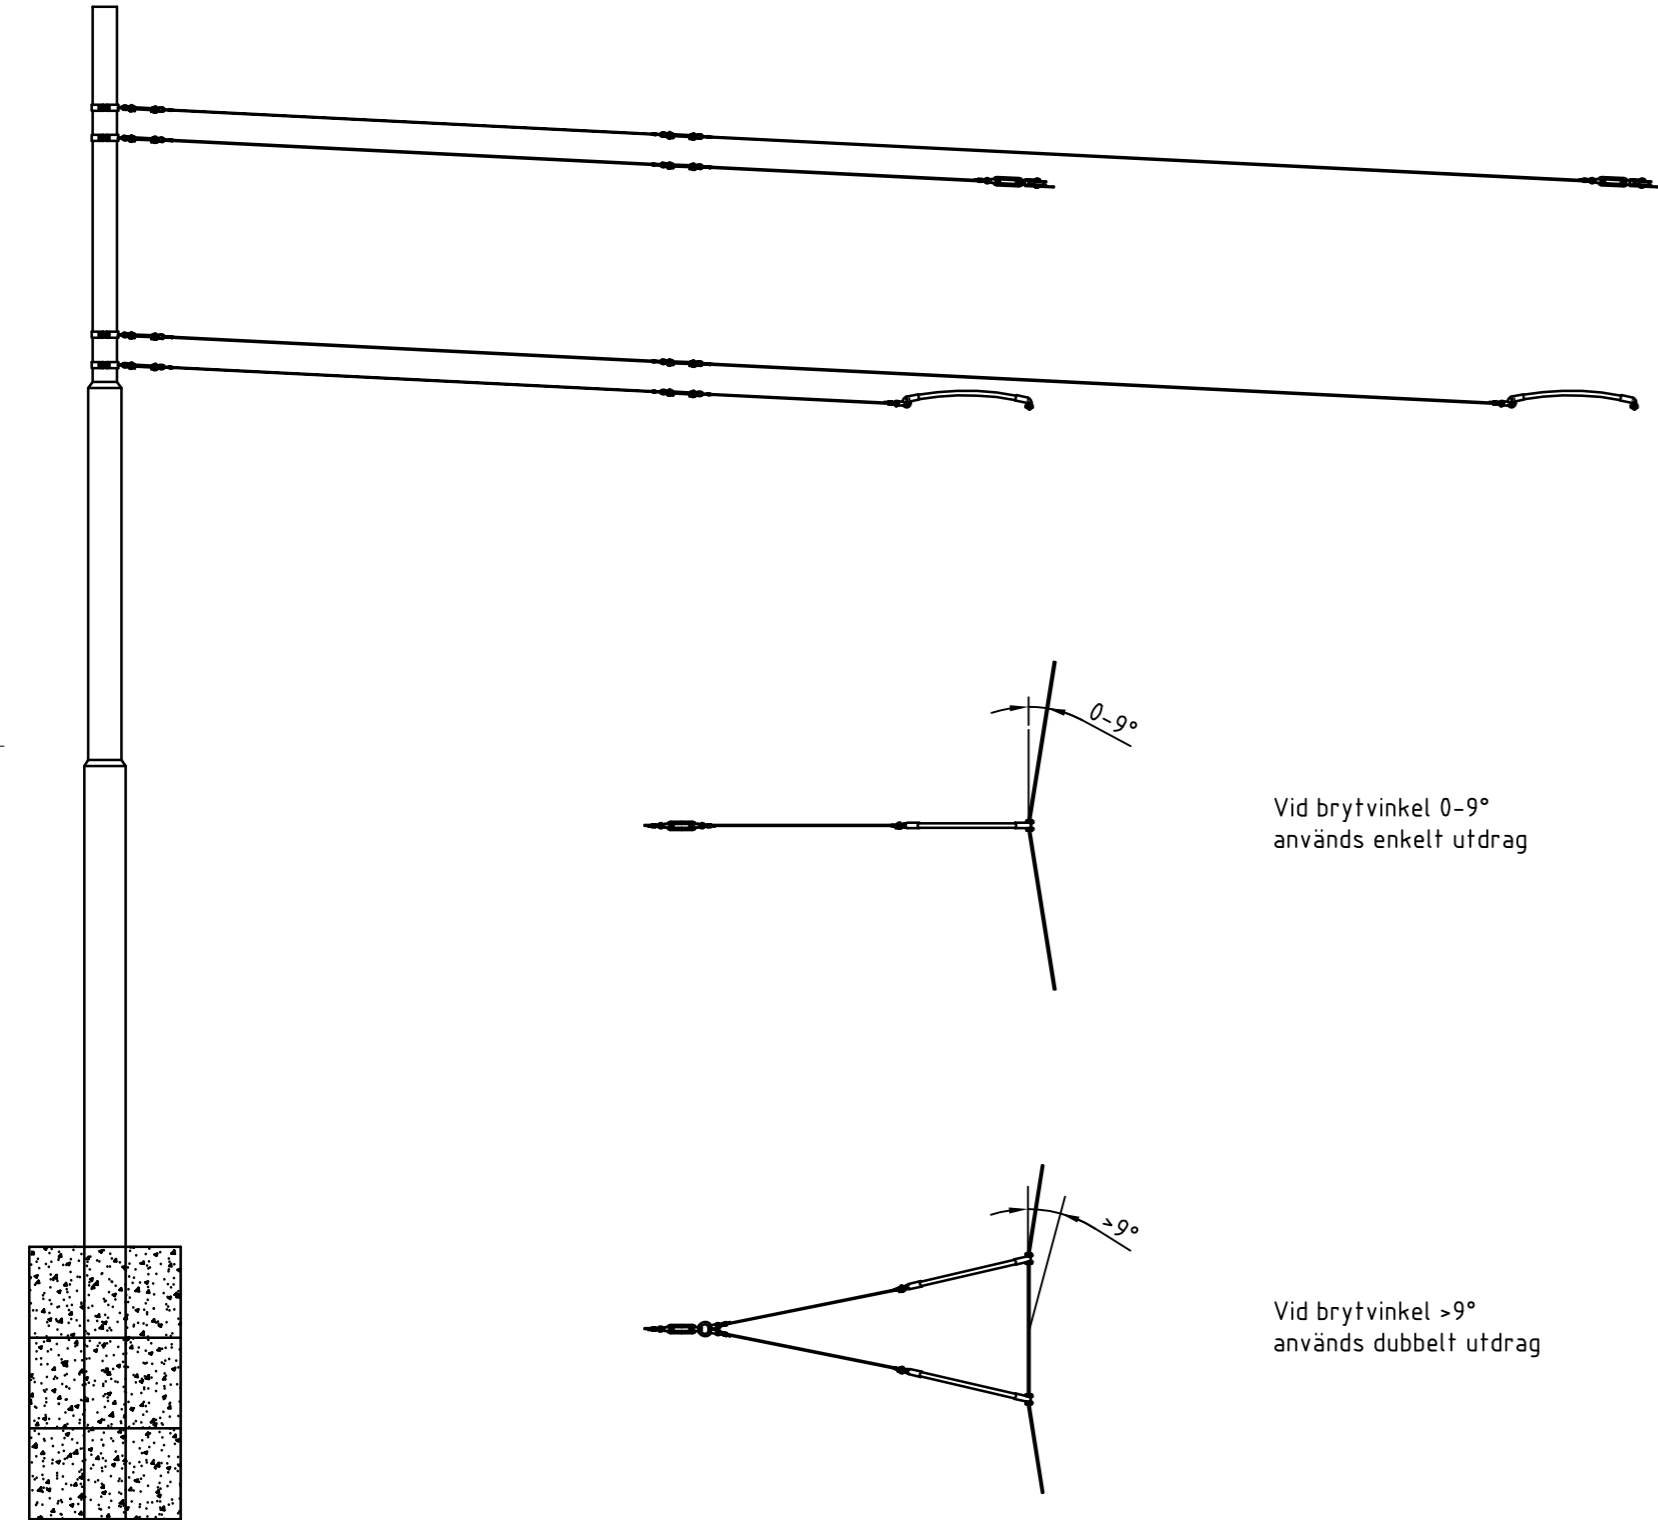 0-9°
Vid brytvinkel 0-9°
används enkelt utdrag
>9°
Vid brytvinkel >9°
används dubbelt utdrag